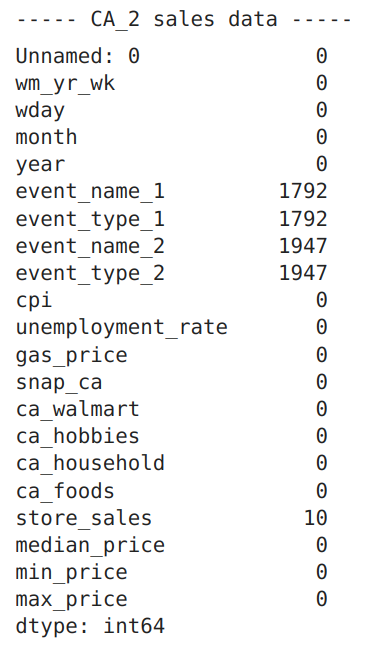 ----- CA_2 sales data -----
Unnamed: 0 0
wm_yr_wk 0
wday 0
month 0
year 0
event_name_1 1792
event_type_1 1792
event_name_2 1947
event_type_2 1947
cpi 0
unemployment_rate 0
gas_price 0
snap_ca 0
ca_walmart 0
ca_hobbies 0
ca_household 0
ca_foods 0
store_sales 10
median_price 0
min_price 0
max_price 0
dtype: int64